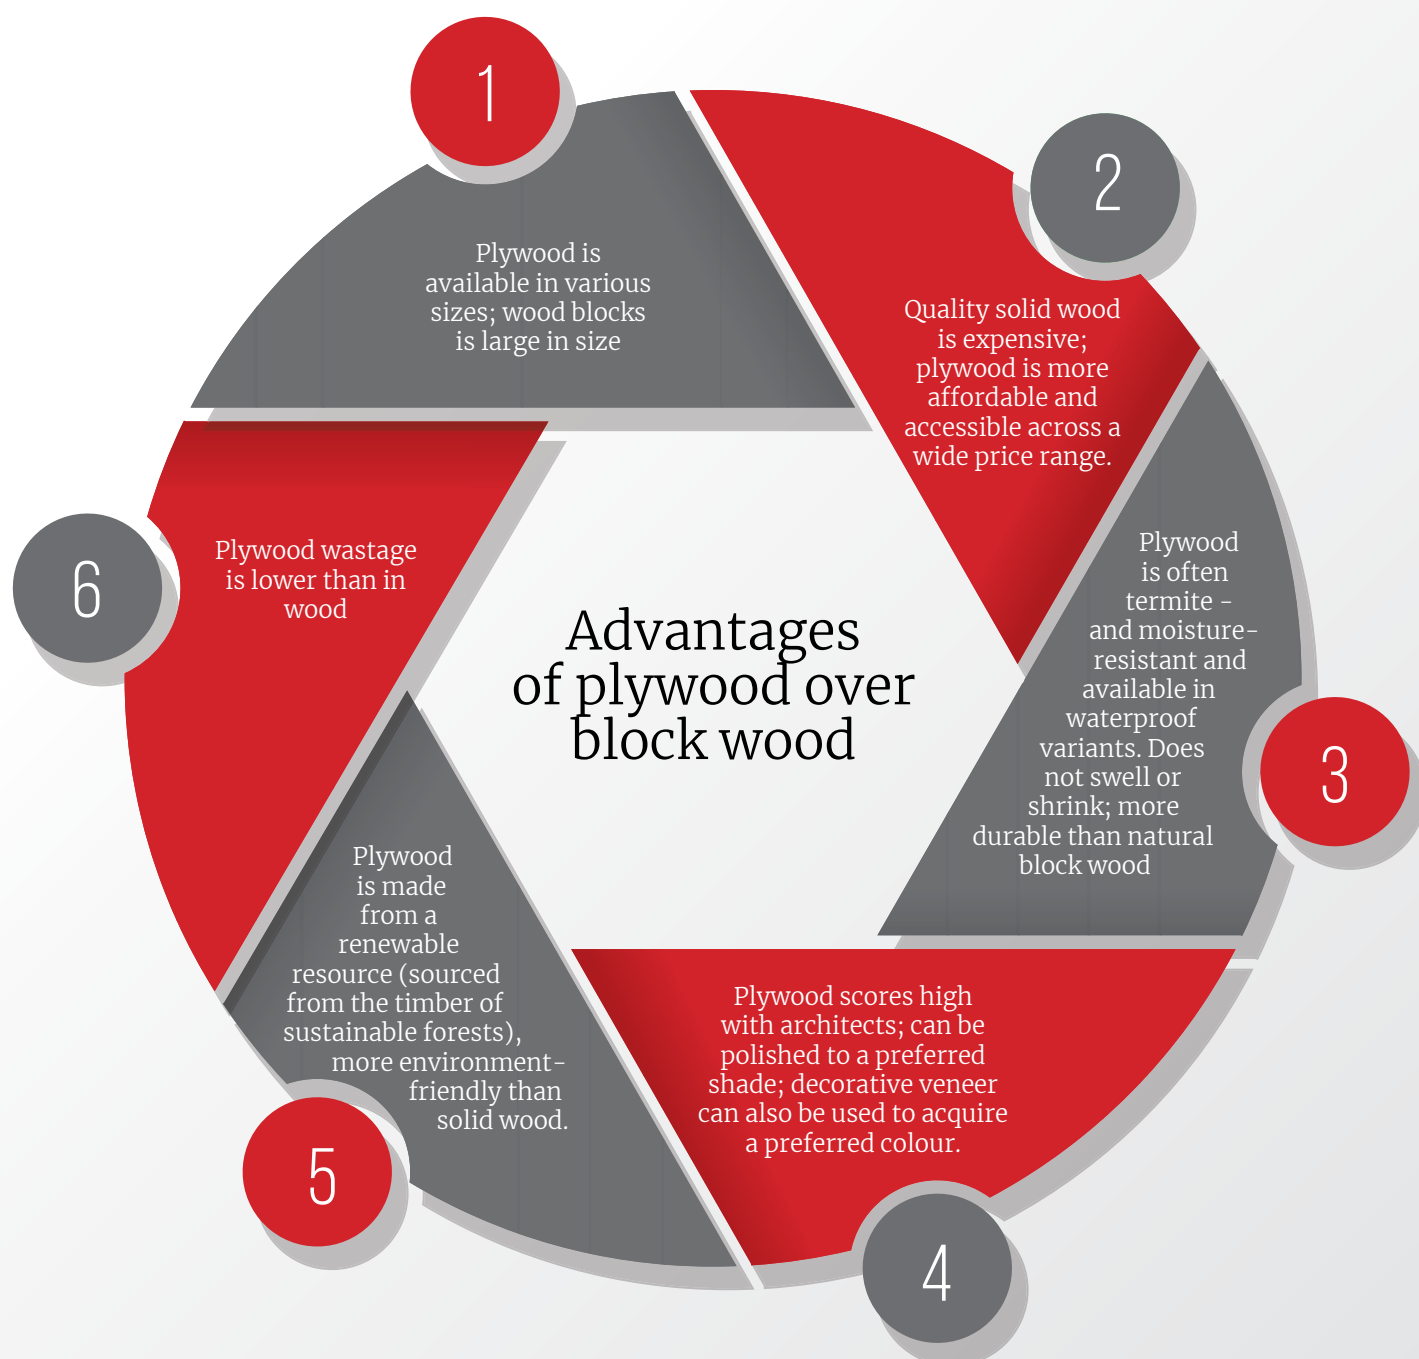 1
Plywood is
available in various
sizes; wood blocks
is large in size
2
Quality solid wood
is expensive;
plywood is more
affordable and
accessible across a
wide price range.
Plywood
is often
termite -
and moisture-
resistant and
available in
waterproof
variants. Does
not swell or
shrink; more
durable than natural
block wood
3
Plywood scores high
with architects; can be
polished to a preferred
shade; decorative veneer
can also be used to acquire
a preferred colour.
4
Plywood
is made
from a
renewable
resource (sourced
from the timber of
sustainable forests),
more environment-
friendly than
solid wood.
5
Plywood wastage
is lower than in
wood
6
Advantages
of plywood over
block wood